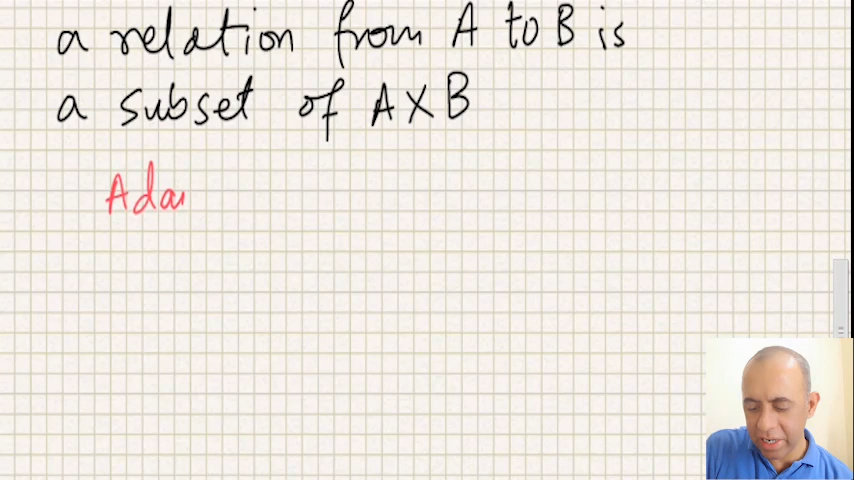 a relation from A to B is
a subset of A X B
Ada